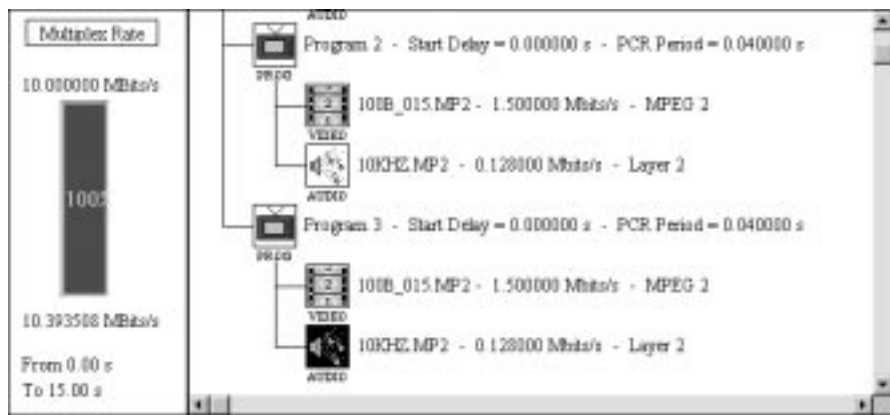 Multiplex Rate
10.000000 MBits/s
100%
10.393508 MBits/s
From 0.00 s
To 15.00 s
AUDIO
Program 2 - Start Delay = 0.000000 s - PCR Period = 0.040000 s
PROG
100B_015.MP2 - 1.500000 Mbits/s - MPEG 2
2
VIDEO
10KHZ.MP2 - 0.128000 Mbits/s - Layer 2
AUDIO
Program 3 - Start Delay = 0.000000 s - PCR Period = 0.040000 s
PROG
100B_015.MP2 - 1.500000 Mbits/s - MPEG 2
2
VIDEO
10KHZ.MP2 - 0.128000 Mbits/s - Layer 2
AUDIO